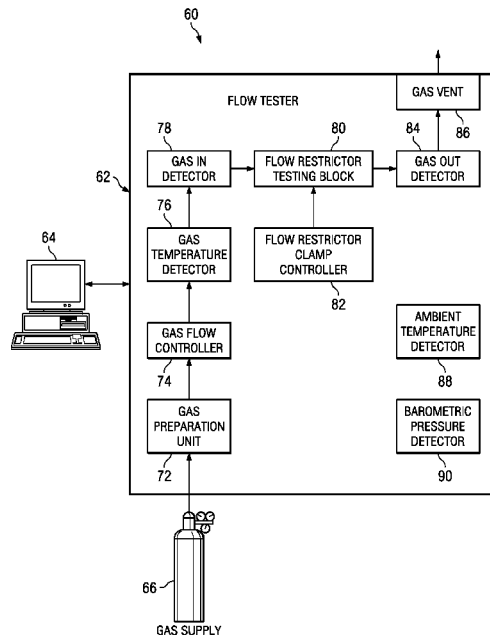 60
FLOW TESTER
GAS VENT
86
78
GAS IN
DETECTOR
80
FLOW RESTRICTOR
TESTING BLOCK
84
GAS OUT
DETECTOR
62
76
GAS
TEMPERATURE
DETECTOR
FLOW RESTRICTOR
CLAMP
CONTROLLER
82
64
GAS FLOW
CONTROLLER
74
AMBIENT
TEMPERATURE
DETECTOR
88
GAS
PREPARATION
UNIT
72
BAROMETRIC
PRESSURE
DETECTOR
90
66
GAS SUPPLY